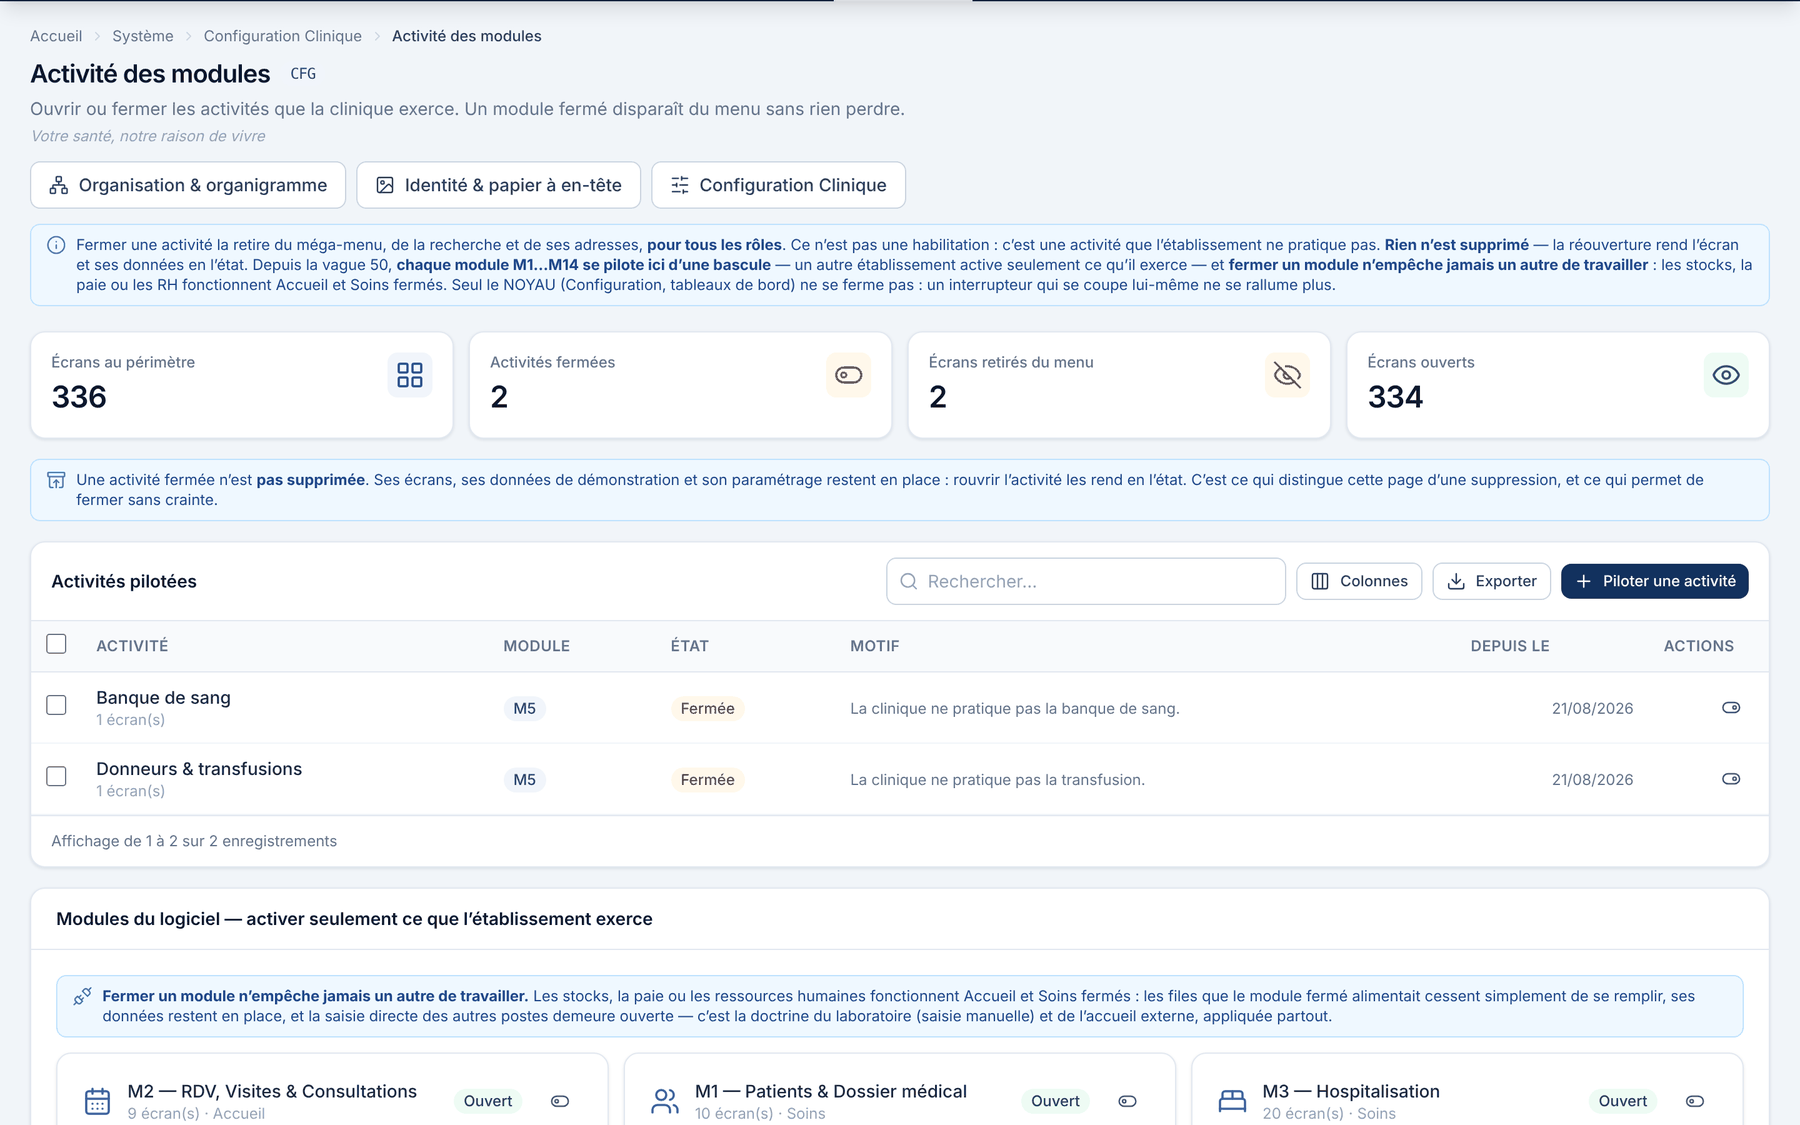 Accueil > Système > Configuration Clinique > Activité des modules
Activité des modules CFG
Ouvrir ou fermer les activités que la clinique exerce. Un module fermé disparaît du menu sans rien perdre.
Votre santé, notre raison de vivre
Organisation & organigramme Identité & papier à en-tête Configuration Clinique
Fermer une activité la retire du méga-menu, de la recherche et de ses adresses, pour tous les rôles. Ce n’est pas une habilitation : c’est une activité que l’établissement ne pratique pas. Rien n’est supprimé — la réouverture rend l’écran
et ses données en l’état. Depuis la vague 50, chaque module M1…M14 se pilote ici d’une bascule — un autre établissement active seulement ce qu’il exerce — et fermer un module n’empêche jamais un autre de travailler : les stocks, la
paie ou les RH fonctionnent Accueil et Soins fermés. Seul le NOYAU (Configuration, tableaux de bord) ne se ferme pas : un interrupteur qui se coupe lui-même ne se rallume plus.
Écrans au périmètre
336
Activités fermées
2
Écrans retirés du menu
2
Écrans ouverts
334
Une activité fermée n’est pas supprimée. Ses écrans, ses données de démonstration et son paramétrage restent en place : rouvrir l’activité les rend en l’état. C’est ce qui distingue cette page d’une suppression, et ce qui permet de
fermer sans crainte.
Activités pilotées Rechercher... Colonnes Exporter Piloter une activité
ACTIVITÉ MODULE ÉTAT MOTIF DEPUIS LE ACTIONS
Banque de sang M5 Fermée La clinique ne pratique pas la banque de sang. 21/08/2026
1 écran(s)
Donneurs & transfusions M5 Fermée La clinique ne pratique pas la transfusion. 21/08/2026
1 écran(s)
Affichage de 1 à 2 sur 2 enregistrements
Modules du logiciel — activer seulement ce que l’établissement exerce
Fermer un module n’empêche jamais un autre de travailler. Les stocks, la paie ou les ressources humaines fonctionnent Accueil et Soins fermés : les files que le module fermé alimentait cessent simplement de se remplir, ses
données restent en place, et la saisie directe des autres postes demeure ouverte — c’est la doctrine du laboratoire (saisie manuelle) et de l’accueil externe, appliquée partout.
M2 — RDV, Visites & Consultations Ouvert
9 écran(s) · Accueil
M1 — Patients & Dossier médical Ouvert
10 écran(s) · Soins
M3 — Hospitalisation Ouvert
20 écran(s) · Soins